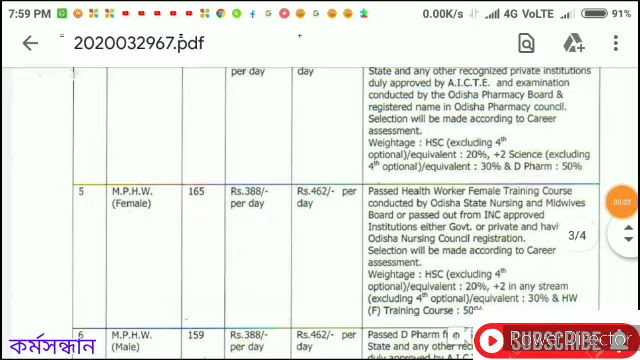 7:59 PM
0.00K/s 4G VoLTE 91%
2020032967.pdf
per day day State and any other recognized private institutions
duly approved by A.I.C.T.E. and examination
conducted by the Odisha Pharmacy Board &
registered name in Odisha Pharmacy council.
Selection will be made according to Career
assessment.
Weightage : HSC (excluding 4th
optional)/equivalent : 20%, +2 Science (excluding
4th optional)/equivalent : 30% & D Pharm : 50%
5 M.P.H.W. 165 Rs.388/- Rs.462/- per Passed Health Worker Female Training Course
(Female) per day day conducted by Odisha State Nursing and Midwives
Board or passed out from INC approved
Institutions either Govt. or private and havi
Odisha Nursing Council registration.
Selection will be made according to Career
assessment.
Weightage : HSC (excluding 4th
optional)/equivalent : 20%, +2 in any stream
(excluding 4th optional)/equivalent : 30% & HW
(F) Training Course : 50%
6 M.P.H.W. 159 Rs.388/- Rs.462/- per Passed D Pharm
(Male) per day day State and any other rec
duly approved by A.I.C.T
00:02
3/4
কর্মসন্ধান
SUBSCRIBE
PowerDirector